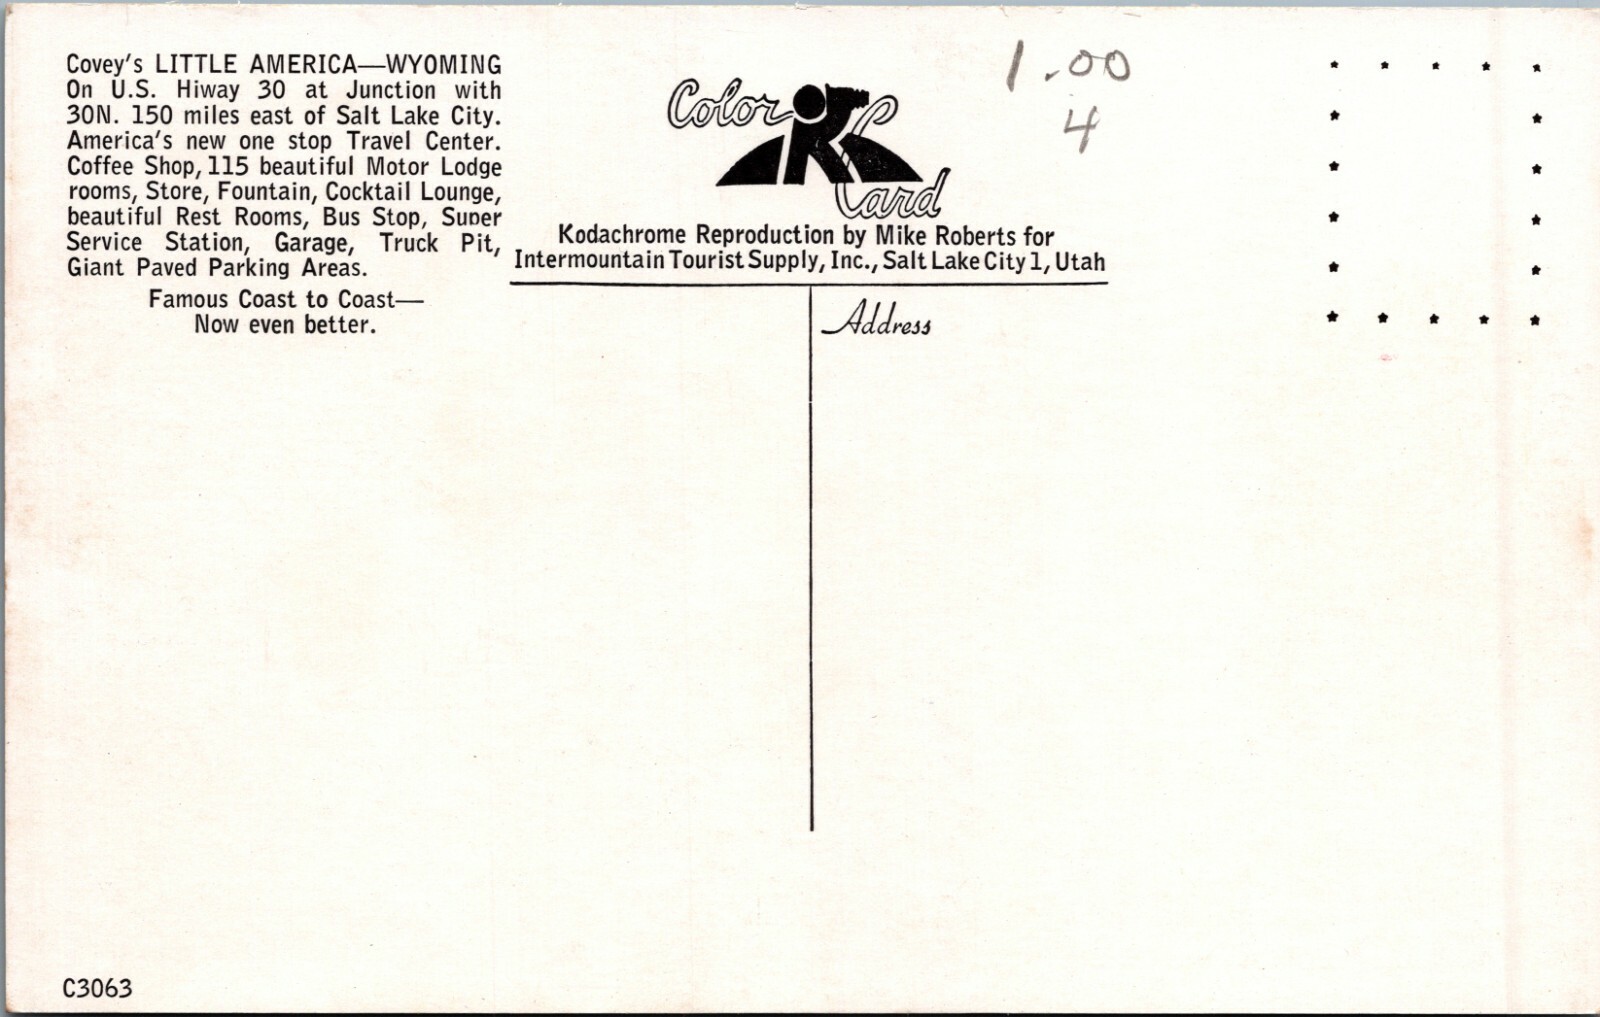 Covey's LITTLE AMERICA—WYOMING
On U.S. Hiway 30 at Junction with
30N. 150 miles east of Salt Lake City.
America's new one stop Travel Center.
Coffee Shop, 115 beautiful Motor Lodge
rooms, Store, Fountain, Cocktail Lounge,
beautiful Rest Rooms, Bus Stop, Super
Service Station, Garage, Truck Pit,
Giant Paved Parking Areas.
Famous Coast to Coast—
Now even better.
Color
Card
Kodachrome Reproduction by Mike Roberts for
Intermountain Tourist Supply, Inc., Salt Lake City 1, Utah
1.00
4
Address
C3063